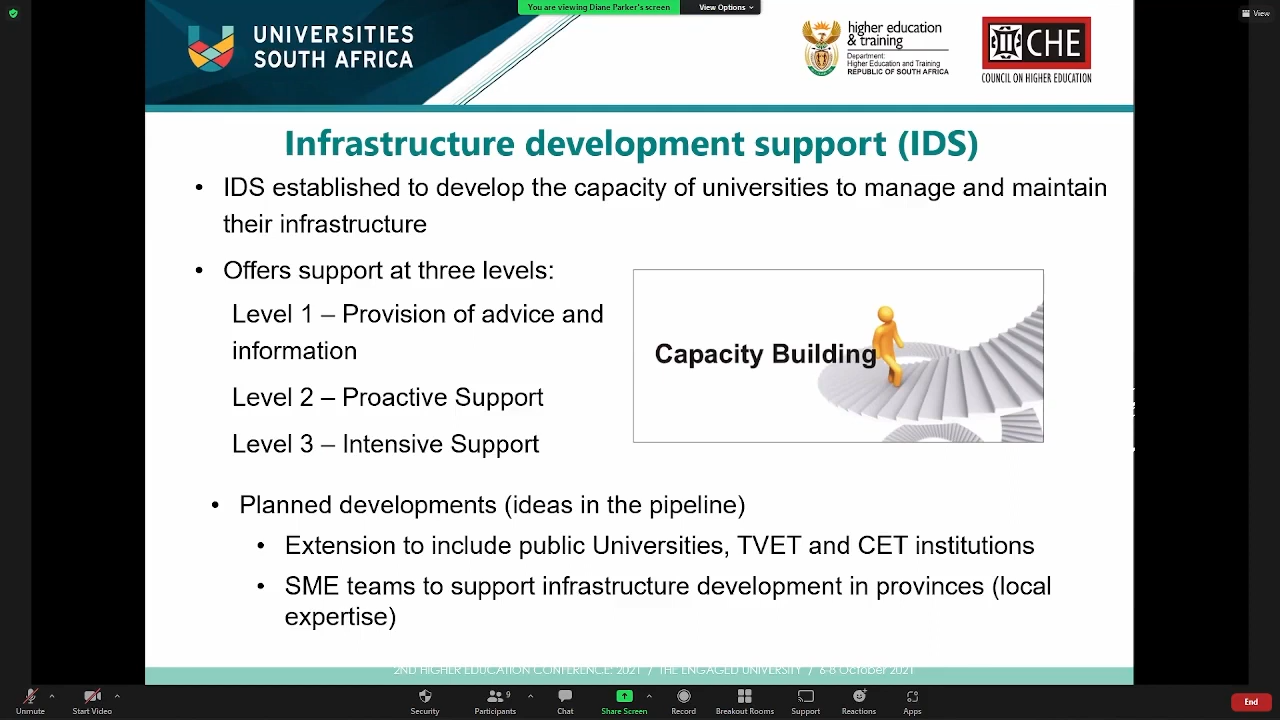 You are viewing Diane Parker's screen
View Options
View
UNIVERSITIES
SOUTH AFRICA
higher education
& training
Department:
Higher Education and Training
REPUBLIC OF SOUTH AFRICA
CHE
COUNCIL ON HIGHER EDUCATION
Infrastructure development support (IDS)
• IDS established to develop the capacity of universities to manage and maintain
their infrastructure
• Offers support at three levels:
Level 1 – Provision of advice and
information
Level 2 – Proactive Support
Level 3 – Intensive Support
Capacity Building
• Planned developments (ideas in the pipeline)
• Extension to include public Universities, TVET and CET institutions
• SME teams to support infrastructure development in provinces (local
expertise)
2ND HIGHER EDUCATION CONFERENCE: 2021 / THE ENGAGED UNIVERSITY / 6-8 October 2021
Unmute
Start Video
Security
Participants
9
Chat
Share Screen
Record
Breakout Rooms
Support
Reactions
Apps
End